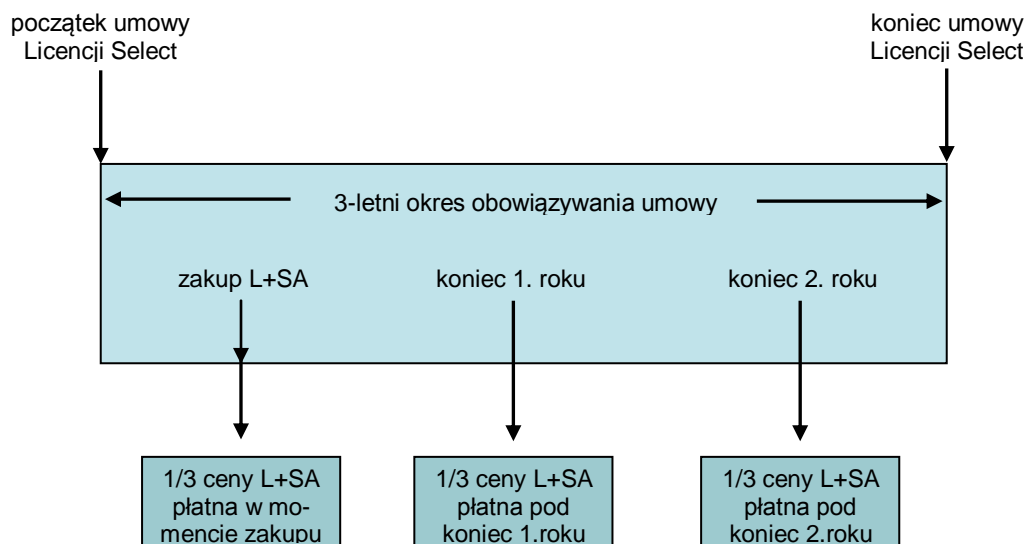 początek umowy
Licencji Select
koniec umowy
Licencji Select
3-letni okres obowiązywania umowy
zakup L+SA
koniec 1. roku
koniec 2. roku
1/3 ceny L+SA
płatna w mo-
mencie zakupu
1/3 ceny L+SA
płatna pod
koniec 1.roku
1/3 ceny L+SA
płatna pod
koniec 2.roku